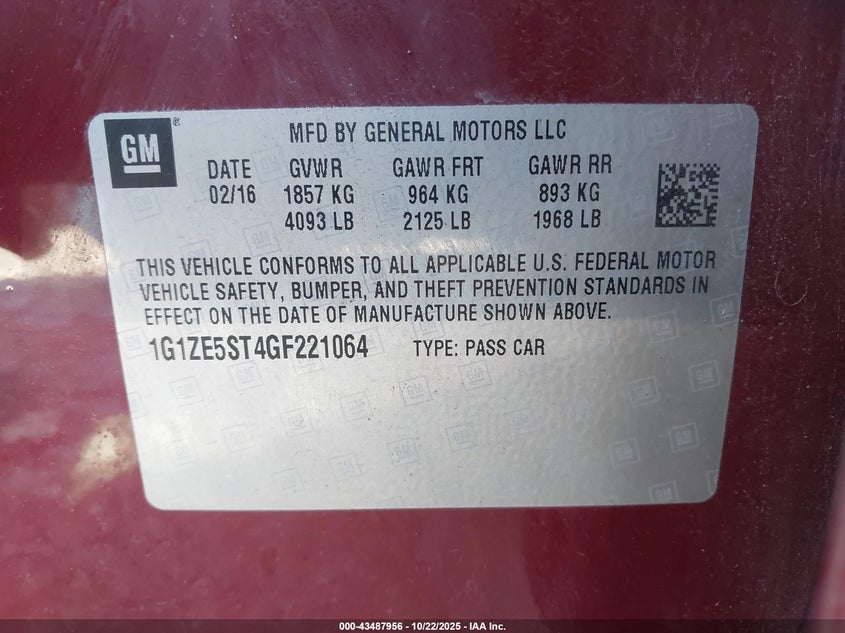 GM
MFD BY GENERAL MOTORS LLC
DATE GVWR GAWR FRT GAWR RR
02/16 1857 KG 964 KG 893 KG
4093 LB 2125 LB 1968 LB
THIS VEHICLE CONFORMS TO ALL APPLICABLE U.S. FEDERAL MOTOR
VEHICLE SAFETY, BUMPER, AND THEFT PREVENTION STANDARDS IN
EFFECT ON THE DATE OF MANUFACTURE SHOWN ABOVE.
1G1ZE5ST4GF221064 TYPE: PASS CAR
000-43487956 - 10/22/2025 - IAA Inc.